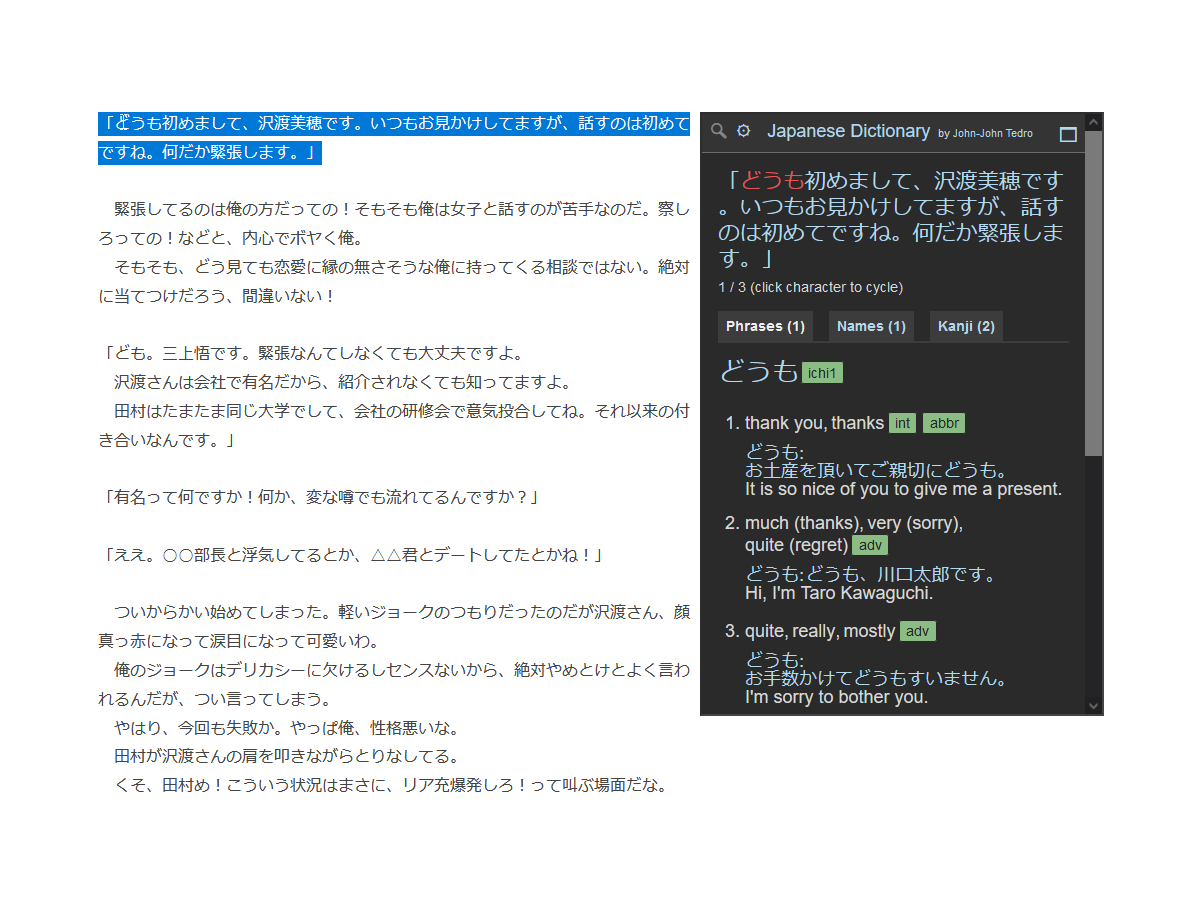 「どうも初めまして、沢渡美穂です。いつもお見かけしてますが、話すのは初めて
ですね。何だか緊張します。」
　緊張してるのは俺の方だっての！そもそも俺は女子と話すのが苦手なのだ。察し
ろっての！などと、内心でボヤく俺。
　そもそも、どう見ても恋愛に縁の無さそうな俺に持ってくる相談ではない。絶対
に当てつけだろう、間違いない！
「ども。三上悟です。緊張なんてしなくても大丈夫ですよ。
　沢渡さんは会社で有名だから、紹介されなくても知ってますよ。
　田村はたまたま同じ大学でして、会社の研修会で意気投合してね。それ以来の付
き合いなんです。」
「有名って何ですか！何か、変な噂でも流れてるんですか？」
「ええ。○○部長と浮気してるとか、△△君とデートしてたとかね！」
　ついからかい始めてしまった。軽いジョークのつもりだったのだが沢渡さん、顔
真っ赤になって涙目になって可愛いわ。
　俺のジョークはデリカシーに欠けるしセンスないから、絶対やめとけとよく言わ
れるんだが、つい言ってしまう。
　やはり、今回も失敗か。やっぱ俺、性格悪いな。
　田村が沢渡さんの肩を叩きながらとりなしてる。
　くそ、田村め！こういう状況はまさに、リア充爆発しろ！って叫ぶ場面だな。
Japanese Dictionary by John-John Tedro
「どうも初めまして、沢渡美穂です
。いつもお見かけしてますが、話す
のは初めてですね。何だか緊張しま
す。」
1 / 3 (click character to cycle)
Phrases (1) Names (1) Kanji (2)
どうも ichi1
1. thank you, thanks int abbr
どうも:
お土産を頂いてご親切にどうも。
It is so nice of you to give me a present.
2. much (thanks), very (sorry),
quite (regret) adv
どうも: どうも、川口太郎です。
Hi, I'm Taro Kawaguchi.
3. quite, really, mostly adv
どうも:
お手数かけてどうもすいません。
I'm sorry to bother you.